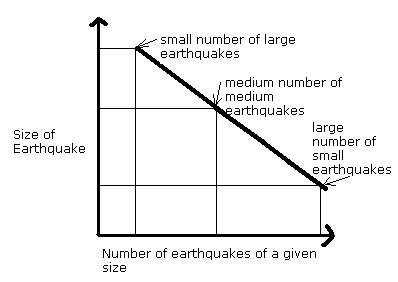 small number of large
earthquakes
medium number of
medium
earthquakes
large
number of
small
earthquakes
Size of
Earthquake
Number of earthquakes of a given
size